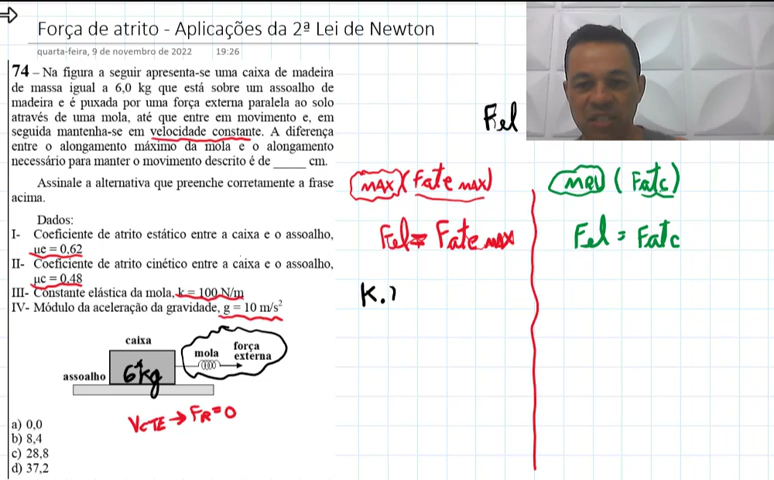 Força de atrito - Aplicações da 2ª Lei de Newton
quarta-feira, 9 de novembro de 2022 19:26
74 – Na figura a seguir apresenta-se uma caixa de madeira
de massa igual a 6,0 kg que está sobre um assoalho de
madeira e é puxada por uma força externa paralela ao solo
através de uma mola, até que entre em movimento e, em
seguida mantenha-se em velocidade constante. A diferença
entre o alongamento máximo da mola e o alongamento
necessário para manter o movimento descrito é de ______ cm.
Assinale a alternativa que preenche corretamente a frase
acima.
Dados:
I- Coeficiente de atrito estático entre a caixa e o assoalho,
μe = 0,62
II- Coeficiente de atrito cinético entre a caixa e o assoalho,
μc = 0,48
III- Constante elástica da mola, k = 100 N/m
IV- Módulo da aceleração da gravidade, g = 10 m/s²
caixa
mola
força
externa
assoalho
6kg
VCTE → FR=0
a) 0,0
b) 8,4
c) 28,8
d) 37,2
Fel
MAX (Fate MAX)
Fel = Fate MAX
K.
MRU (Fatc)
Fel = Fatc